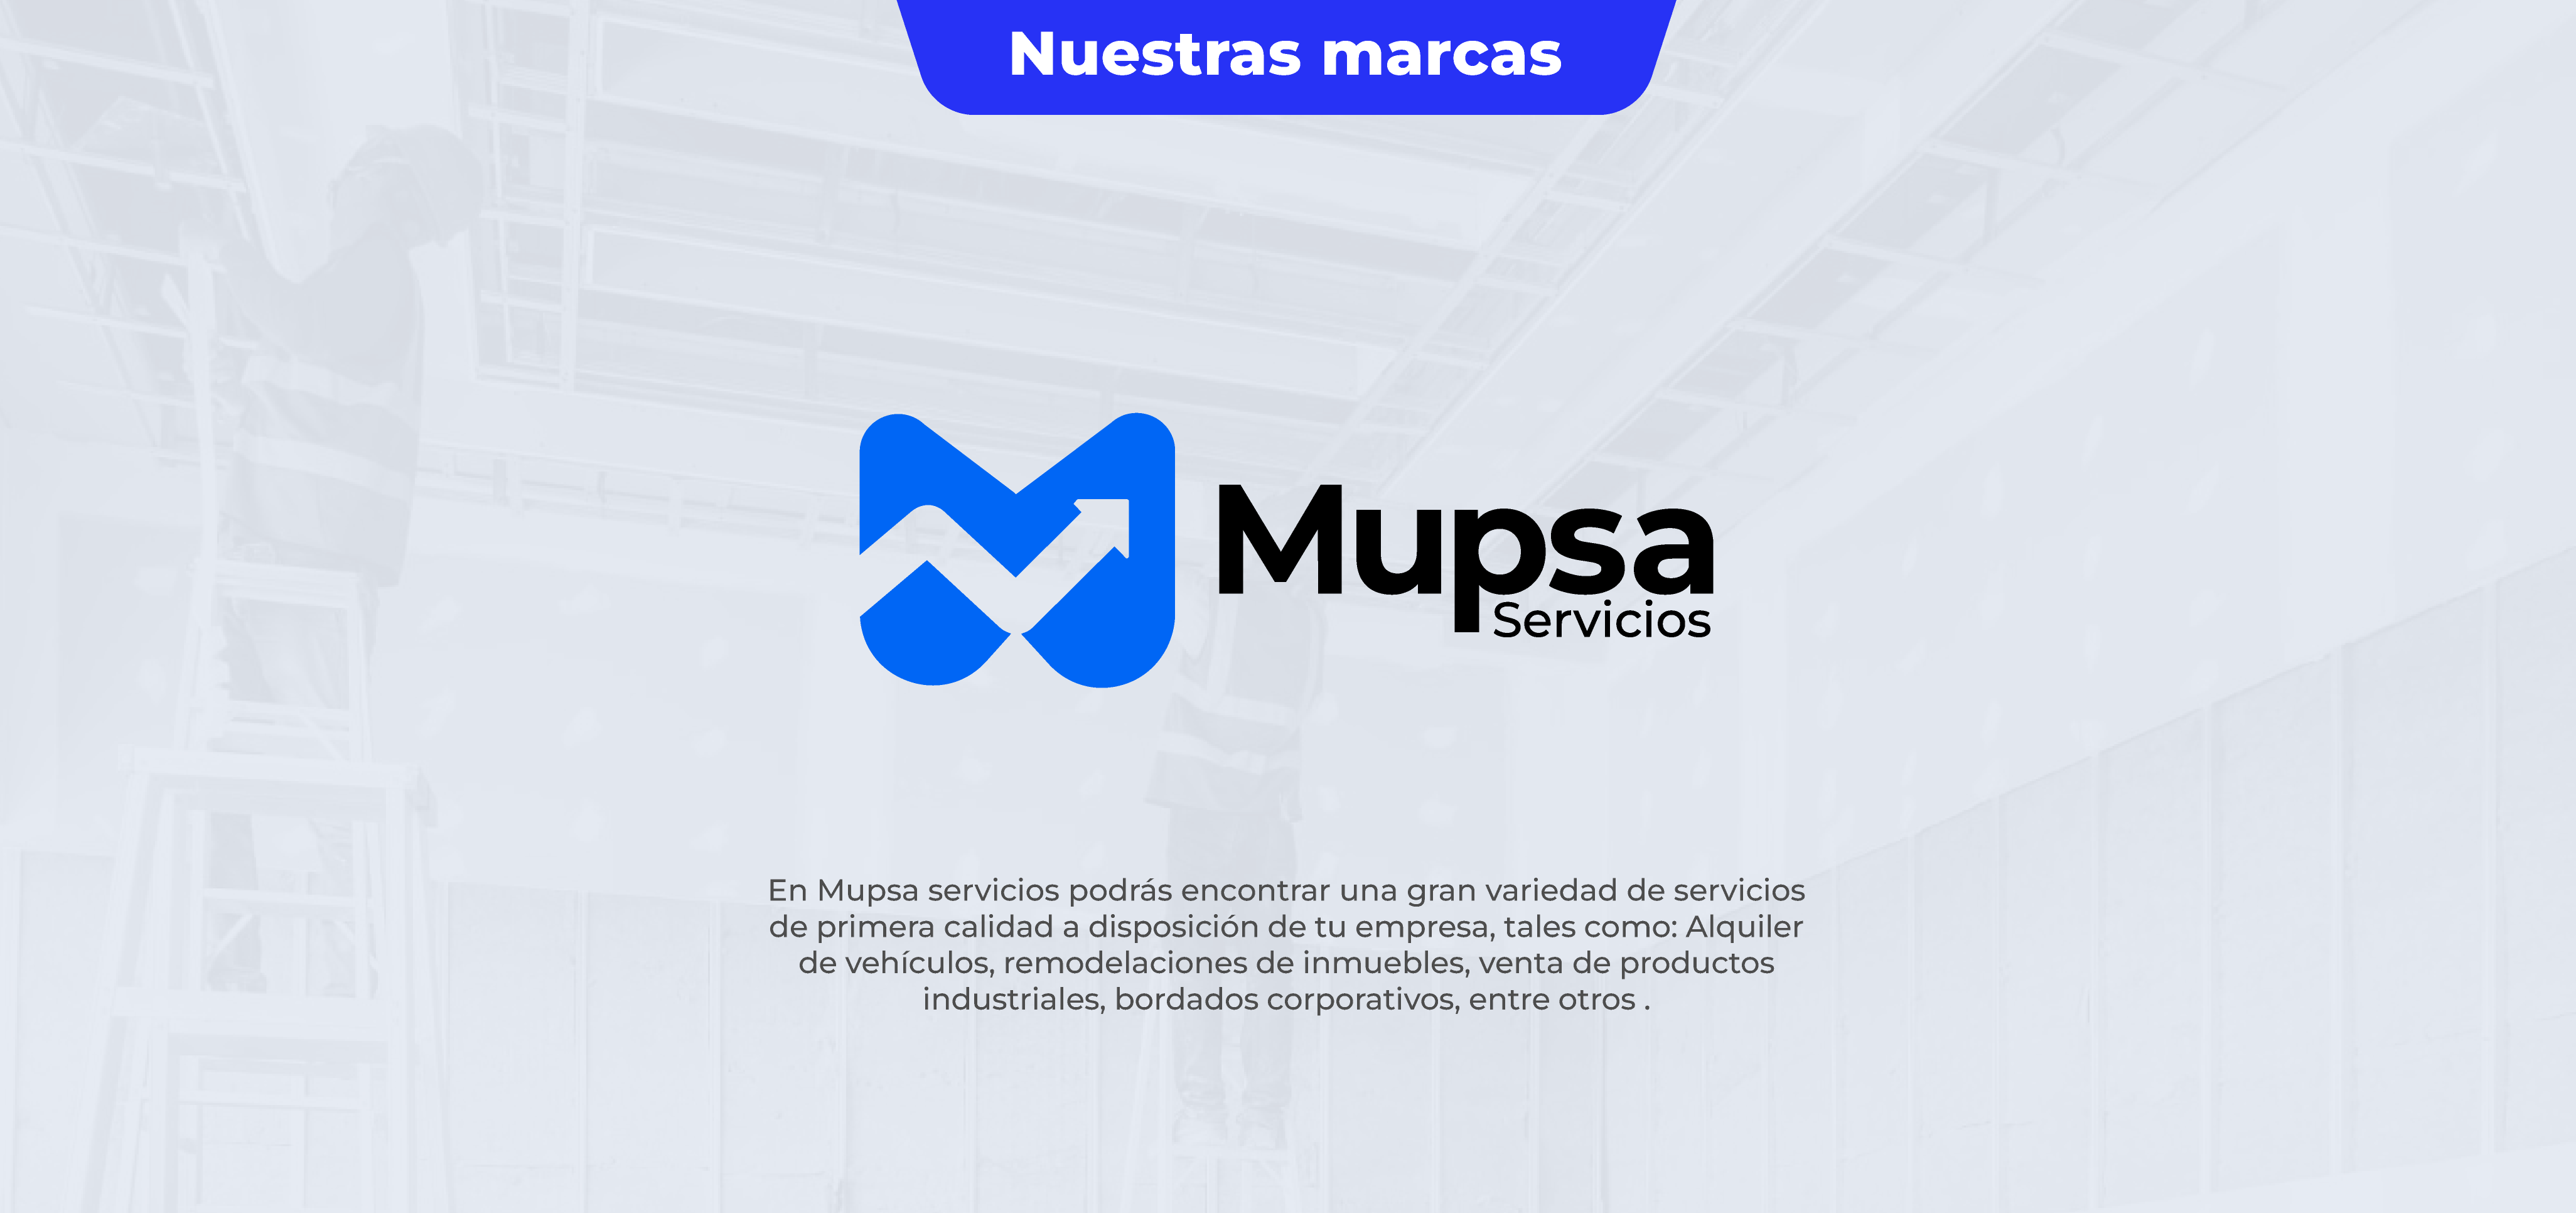 Nuestras marcas
Mupsa
Servicios
En Mupsa servicios podrás encontrar una gran variedad de servicios
de primera calidad a disposición de tu empresa, tales como: Alquiler
de vehículos, remodelaciones de inmuebles, venta de productos
industriales, bordados corporativos, entre otros .